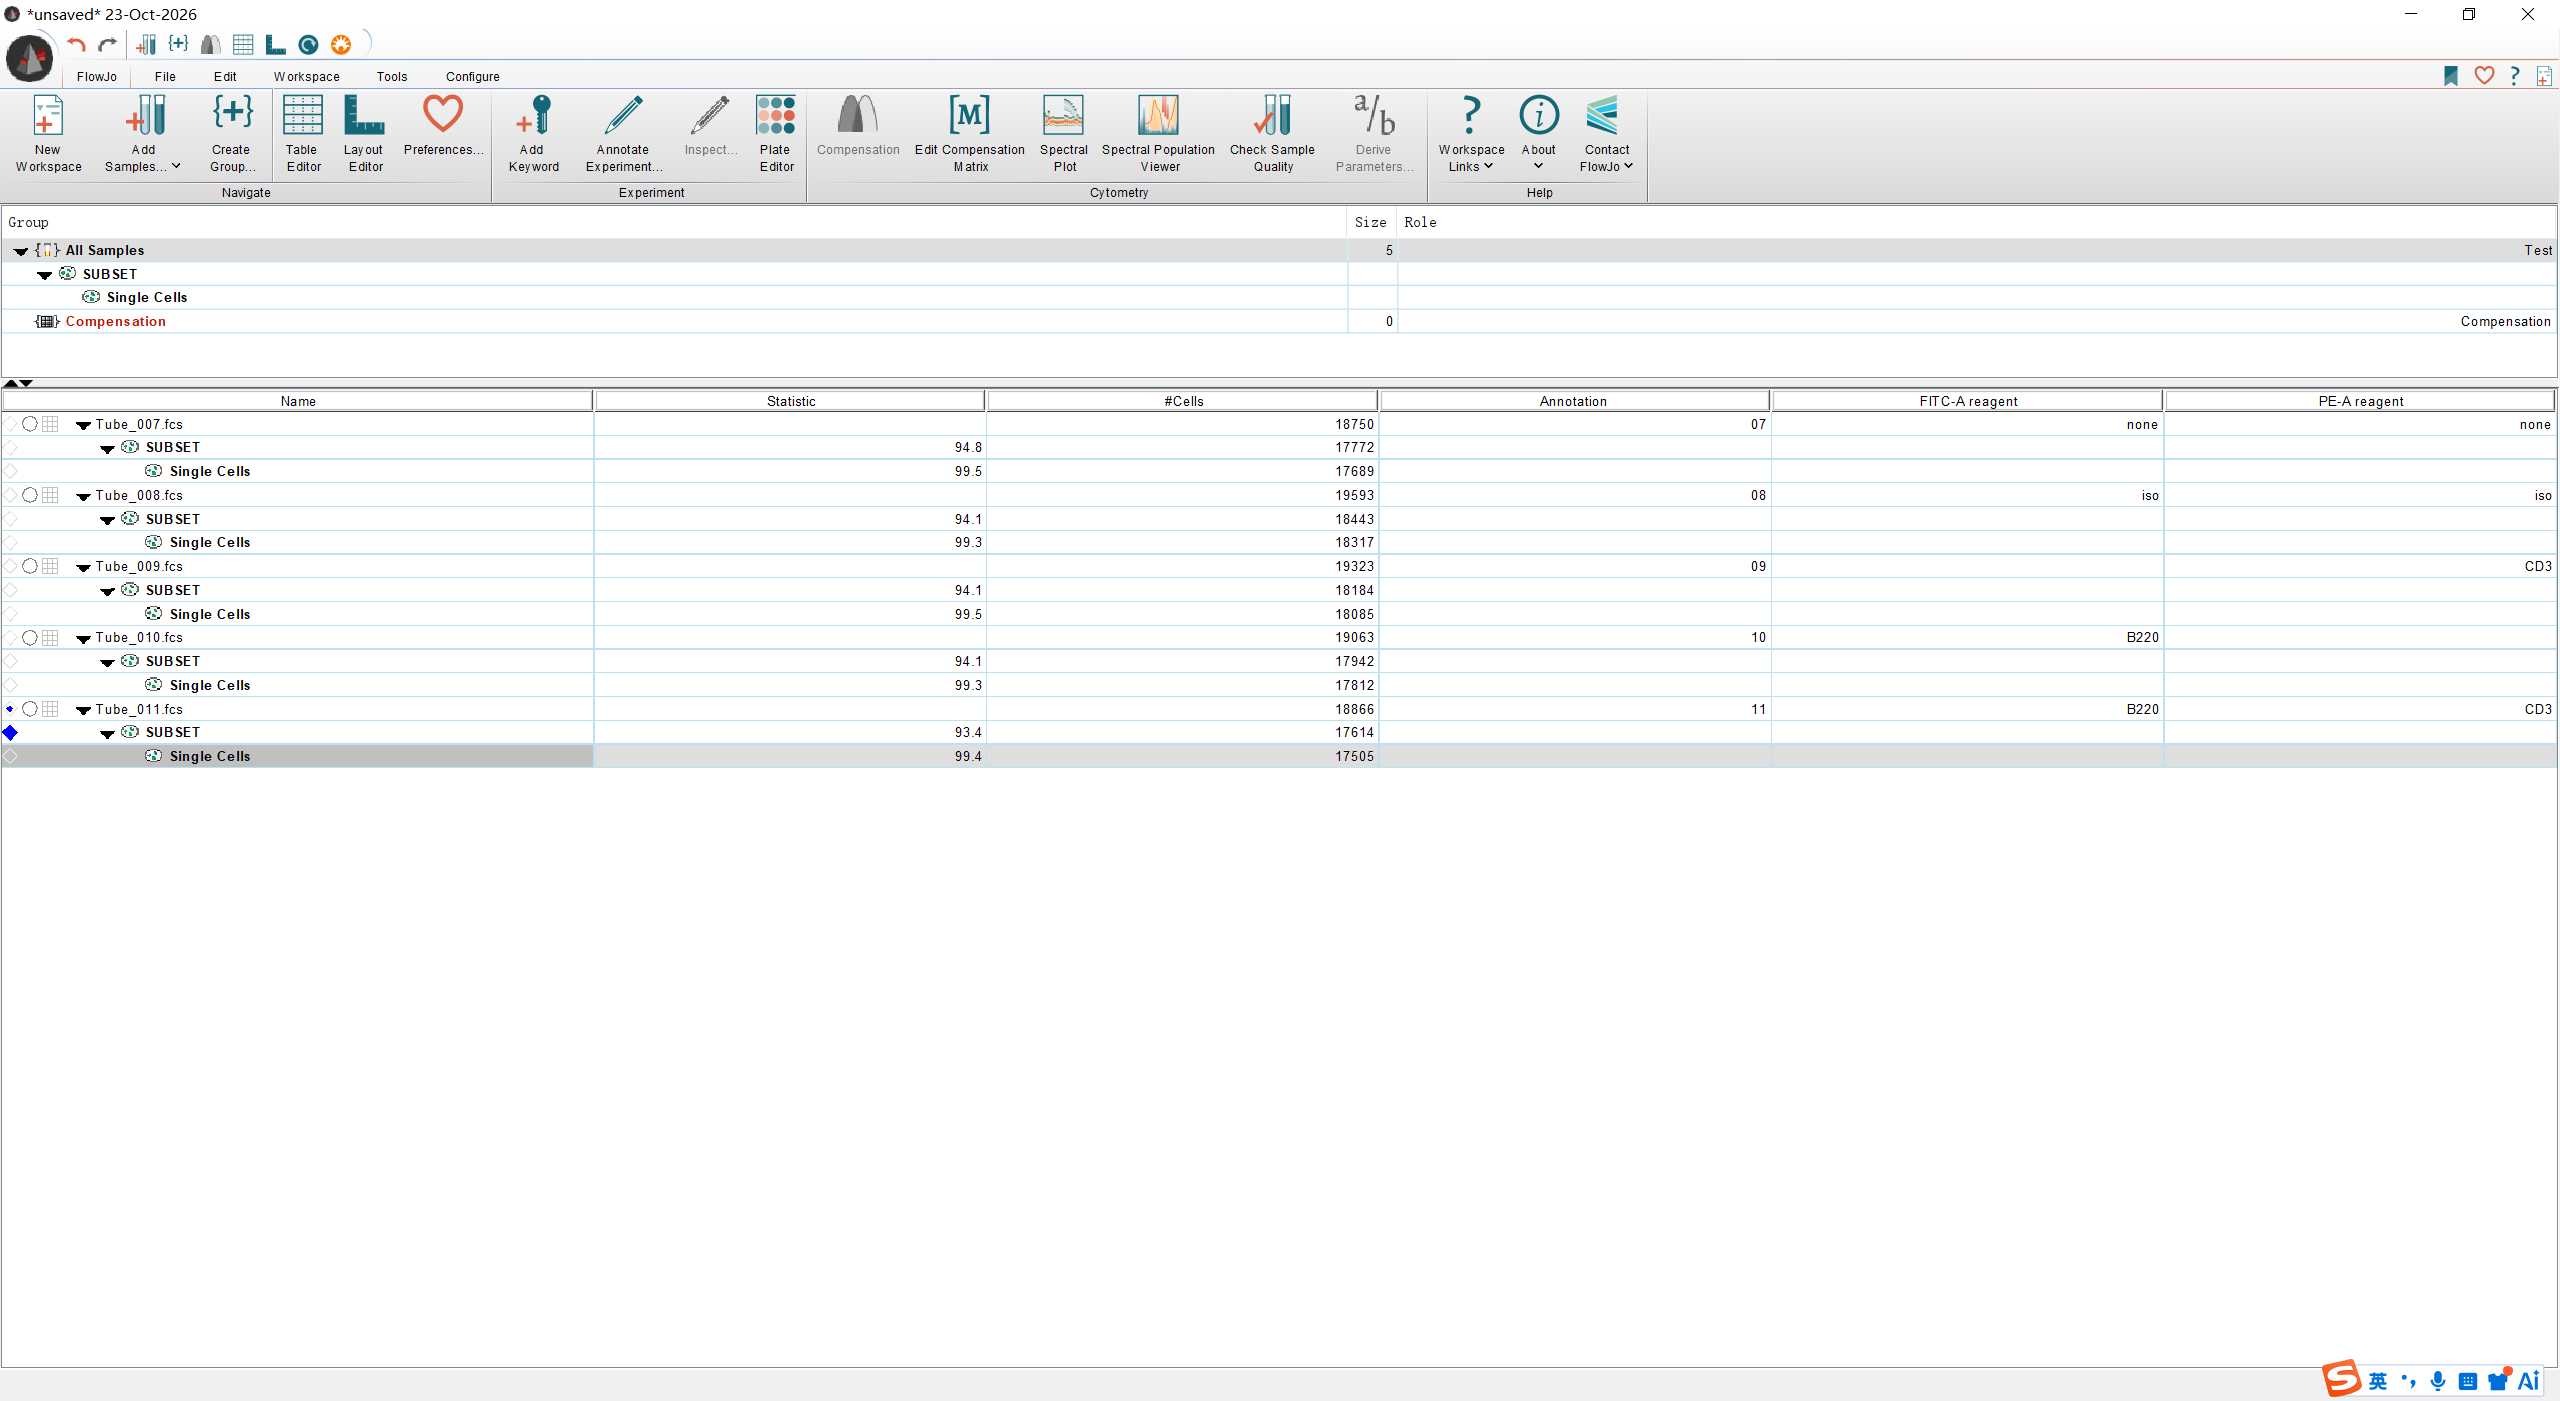 *unsaved* 23-Oct-2026
FlowJo File Edit Workspace Tools Configure
New Workspace
Add Samples...
Create Group...
Table Editor
Layout Editor
Preferences...
Add Keyword
Annotate Experiment...
Inspect...
Plate Editor
Compensation
[M]
Edit Compensation Matrix
Spectral Plot
Spectral Population Viewer
Check Sample Quality
a/b
Derive Parameters...
Workspace Links
About
Contact FlowJo
Navigate Experiment Cytometry Help
Group Size Role
All Samples 5 Test
SUBSET
Single Cells
Compensation 0 Compensation
Name Statistic #Cells Annotation FITC-A reagent PE-A reagent
Tube_007.fcs 18750 07 none none
SUBSET 94.8 17772
Single Cells 99.5 17689
Tube_008.fcs 19593 08 iso iso
SUBSET 94.1 18443
Single Cells 99.3 18317
Tube_009.fcs 19323 09 CD3
SUBSET 94.1 18184
Single Cells 99.5 18085
Tube_010.fcs 19063 10 B220
SUBSET 94.1 17942
Single Cells 99.3 17812
Tube_011.fcs 18866 11 B220 CD3
SUBSET 93.4 17614
Single Cells 99.4 17505
S 英 Ai